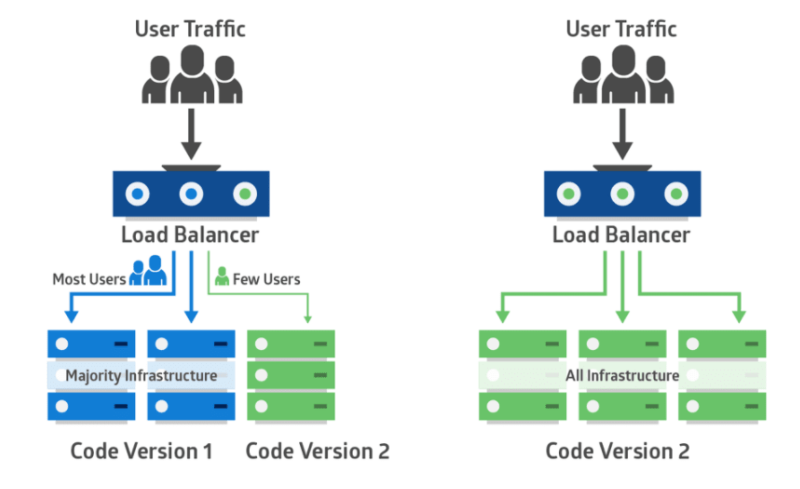 User Traffic
Load Balancer
Most Users
Few Users
Majority Infrastructure
Code Version 1
Code Version 2
User Traffic
Load Balancer
All Infrastructure
Code Version 2